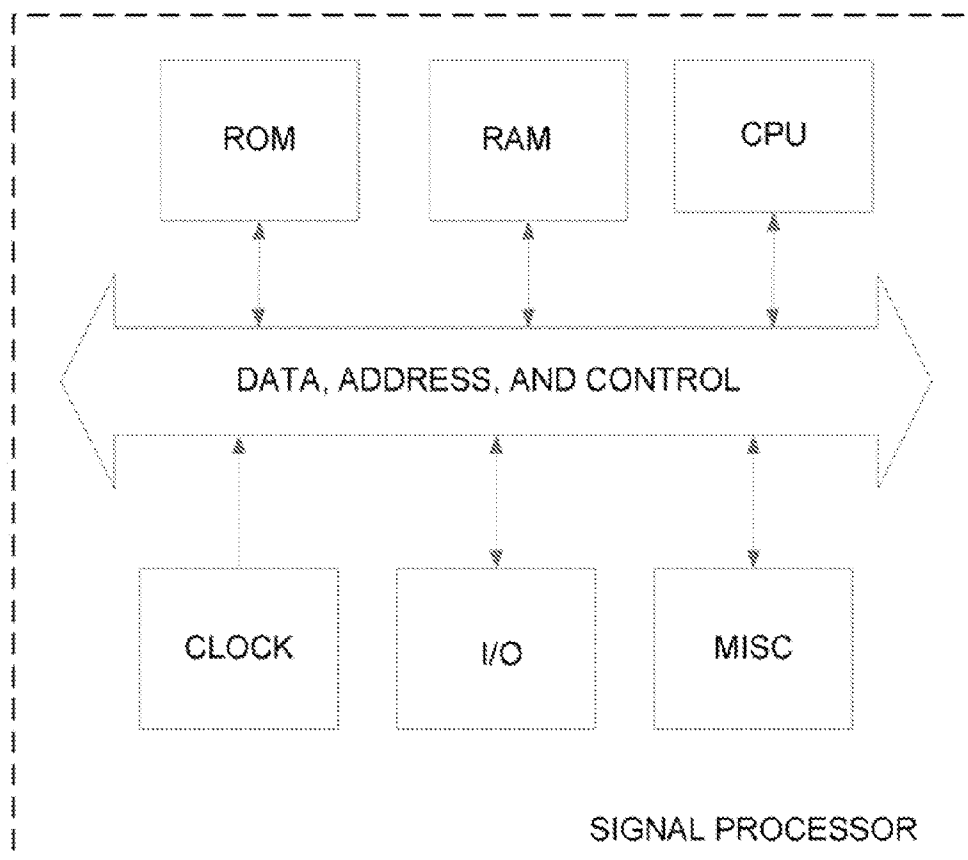 ROM
RAM
CPU
DATA, ADDRESS, AND CONTROL
CLOCK
I/O
MISC
SIGNAL PROCESSOR